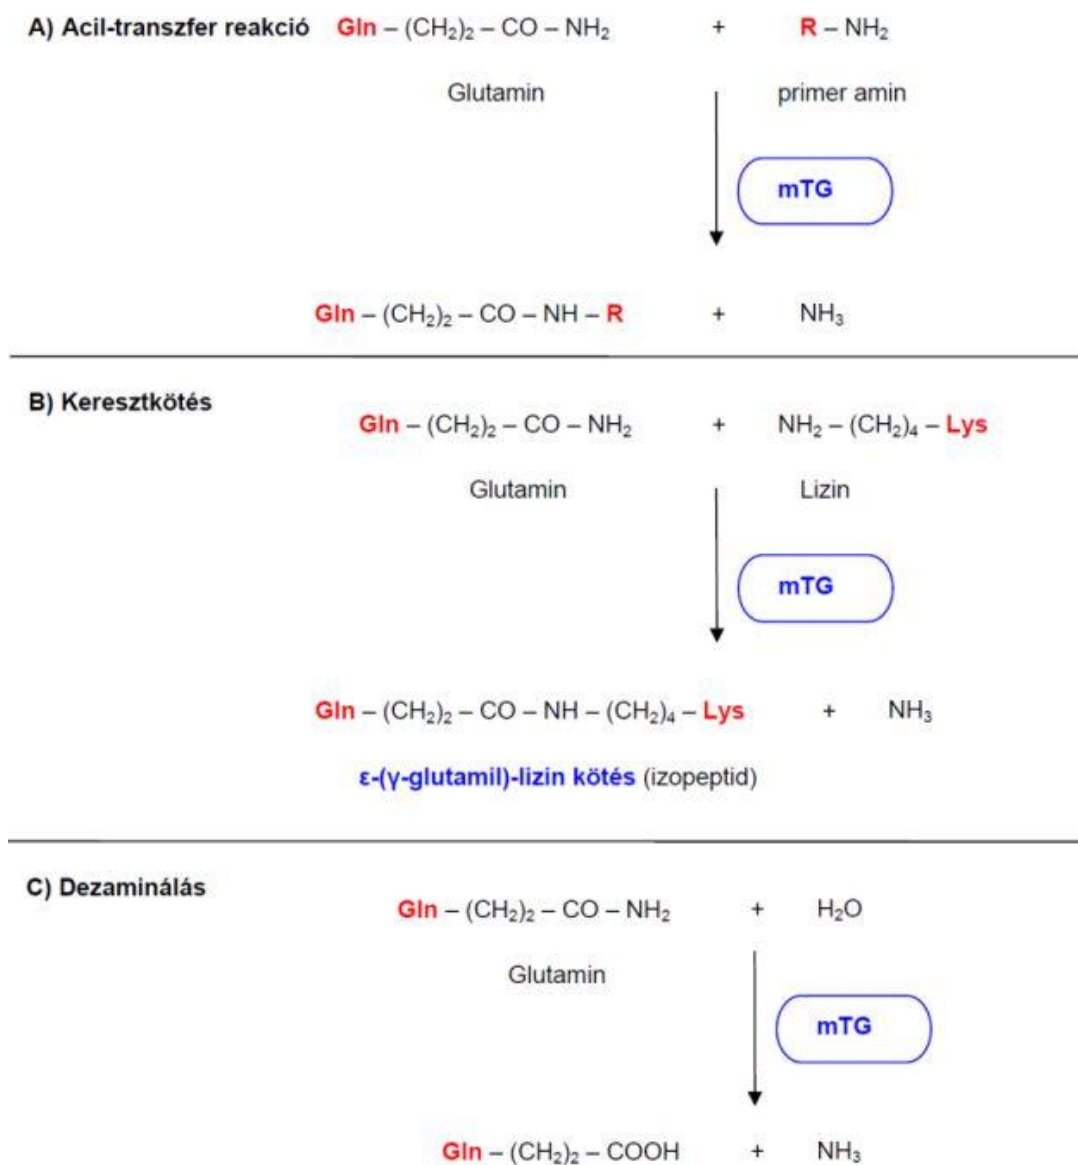 A) Acil-transzfer reakció Gln – (CH₂)₂ – CO – NH₂ + R – NH₂
Glutamin primer amin
mTG
Gln – (CH₂)₂ – CO – NH – R + NH₃
B) Keresztkötés
Gln – (CH₂)₂ – CO – NH₂ + NH₂ – (CH₂)₄ – Lys
Glutamin Lizin
mTG
Gln – (CH₂)₂ – CO – NH – (CH₂)₄ – Lys + NH₃
ε-(γ-glutamil)-lizin kötés (izopeptid)
C) Dezaminálás
Gln – (CH₂)₂ – CO – NH₂ + H₂O
Glutamin
mTG
Gln – (CH₂)₂ – COOH + NH₃